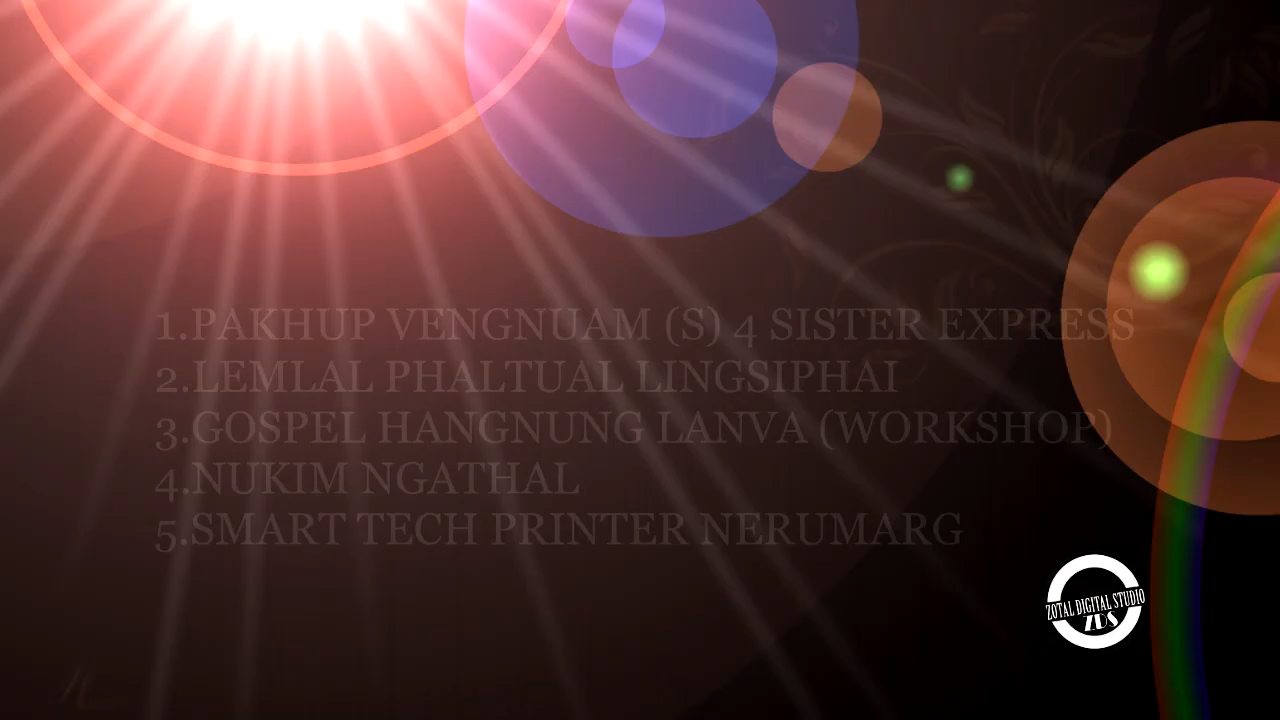 1.PAKHUP VENGNUAM (S) 4 SISTER EXPRESS
2.LEMLAL PHALTUAL LINGSIPHAI
3.GOSPEL HANGNUNG LANVA (WORKSHOP)
4.NUKIM NGATHAL
5.SMART TECH PRINTER NERUMARG
ZOTAL DIGITAL STUDIO
ZDS